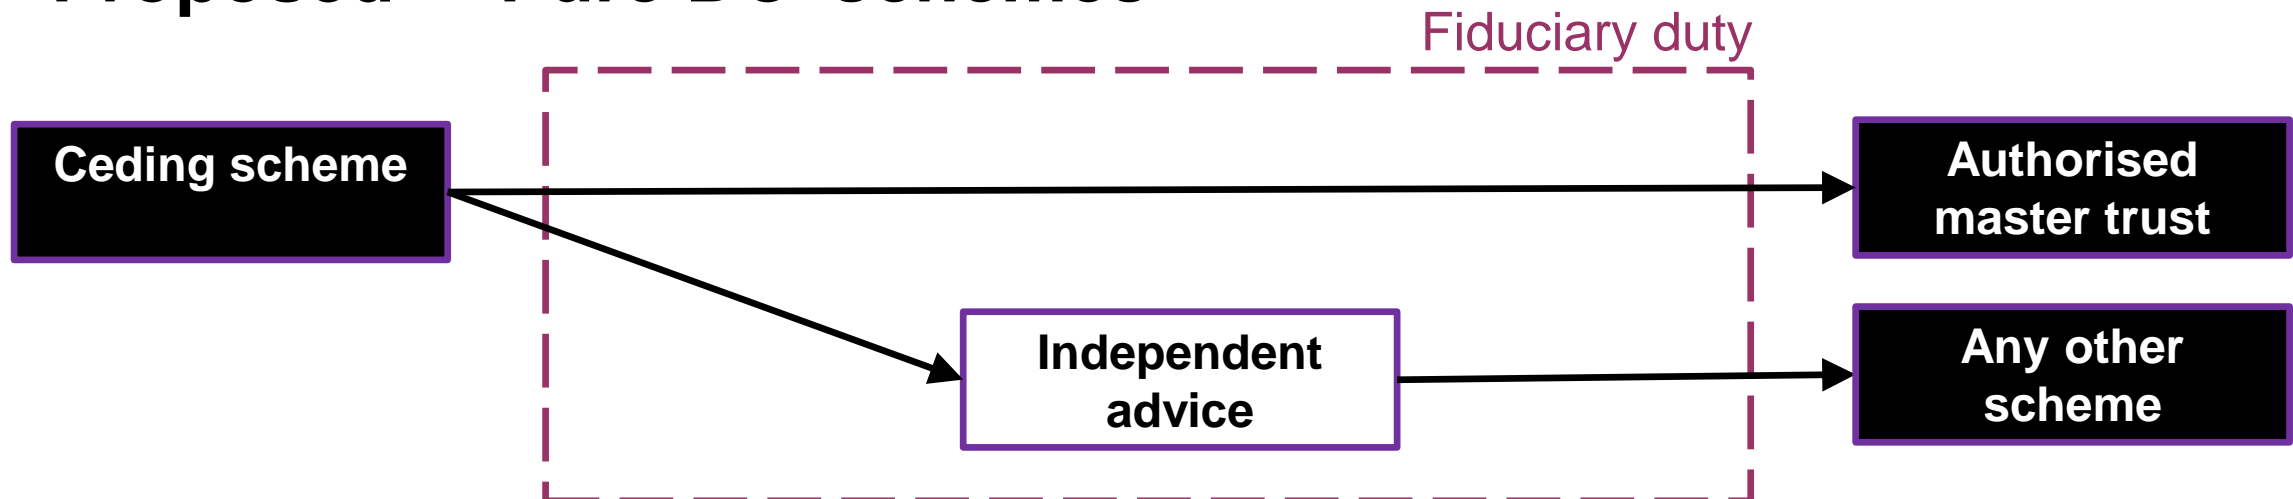 Fiduciary duty
Ceding scheme
Authorised
master trust
Independent
advice
Any other
scheme